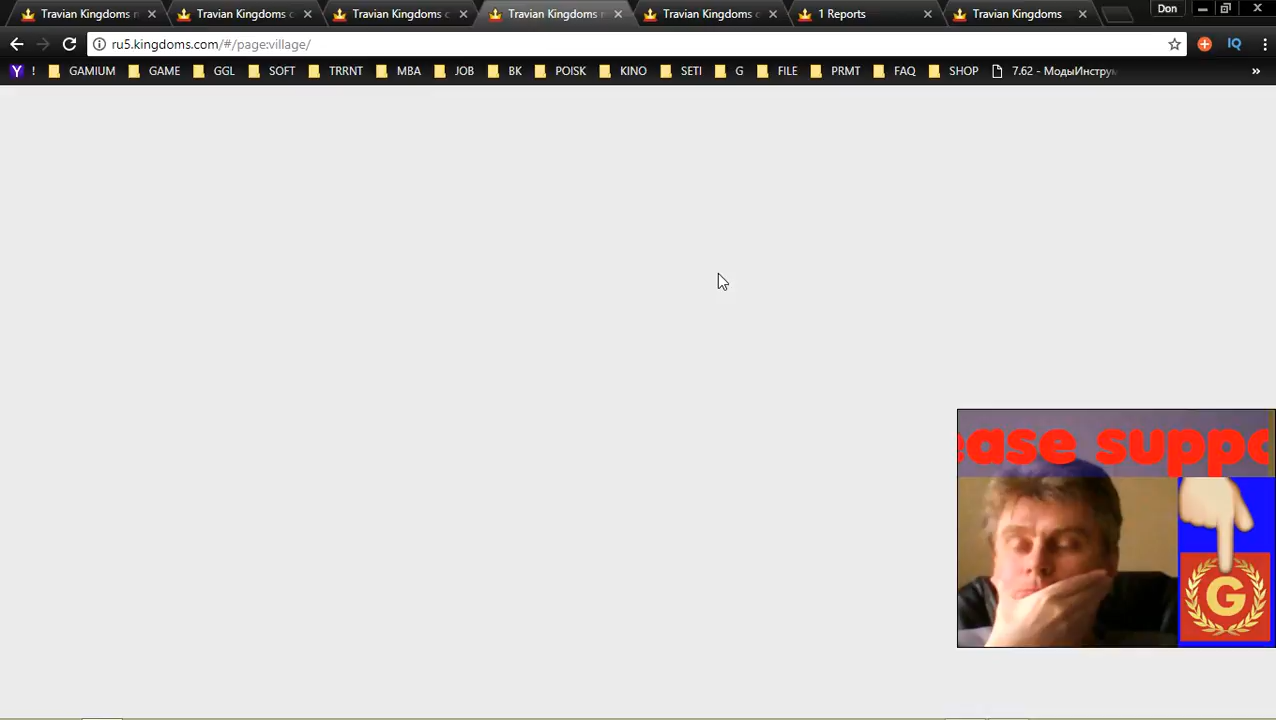 Travian Kingdoms Travian Kingdoms c Travian Kingdoms c Travian Kingdoms Travian Kingdoms c 1 Reports Travian Kingdoms Don
ru5.kingdoms.com/#/page:village/ IQ
Y ! GAMIUM GAME GGL SOFT TRRNT MBA JOB BK POISK KINO SETI G FILE PRMT FAQ SHOP 7.62 - МодыИнструм »
ease suppo
G